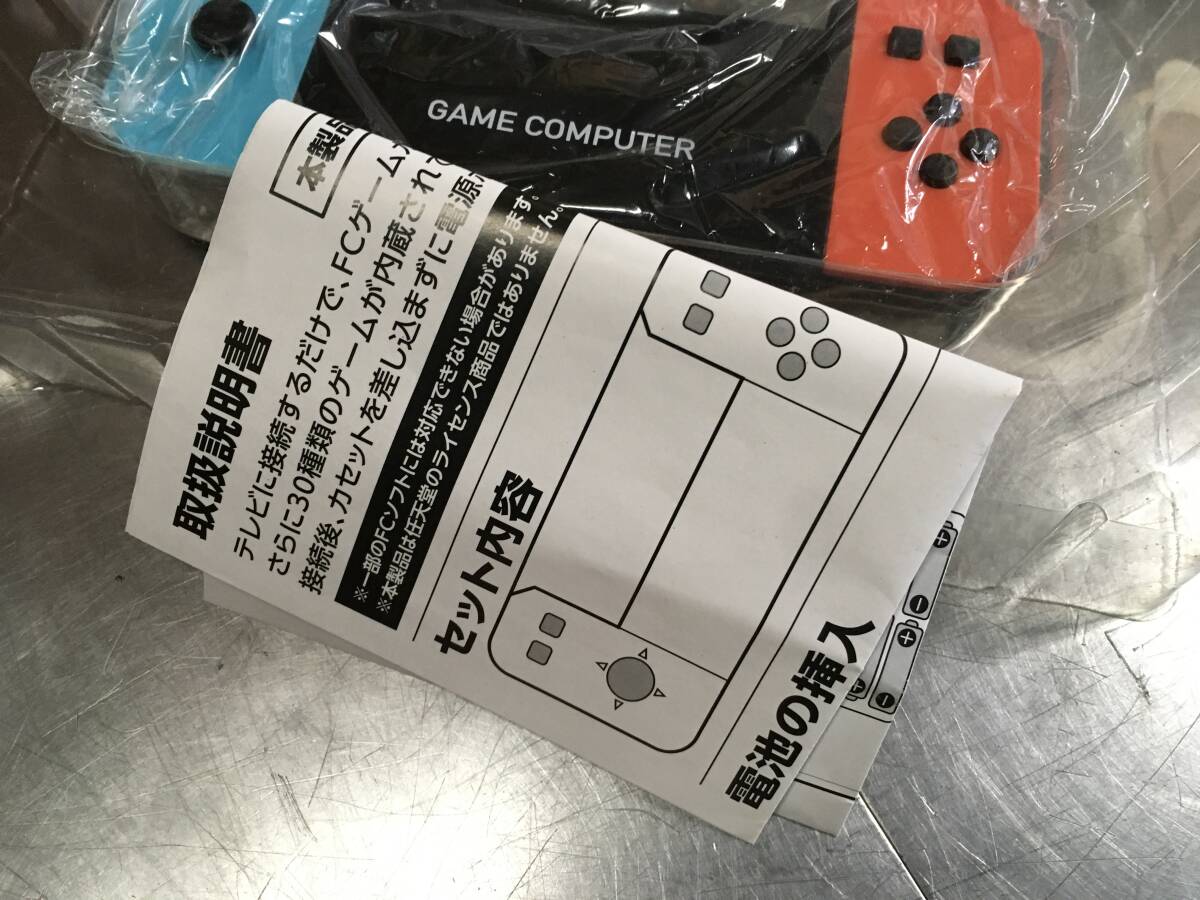 GAME COMPUTER
本製品
取扱説明書
テレビに接続するだけで、FCゲーム
さらに30種類のゲームが内蔵されて
接続後、カセットを差し込まずに電源
※一部のFCソフトには対応できない場合があります。
※本製品は任天堂のライセンス商品ではありません。
セット内容
電池の挿入